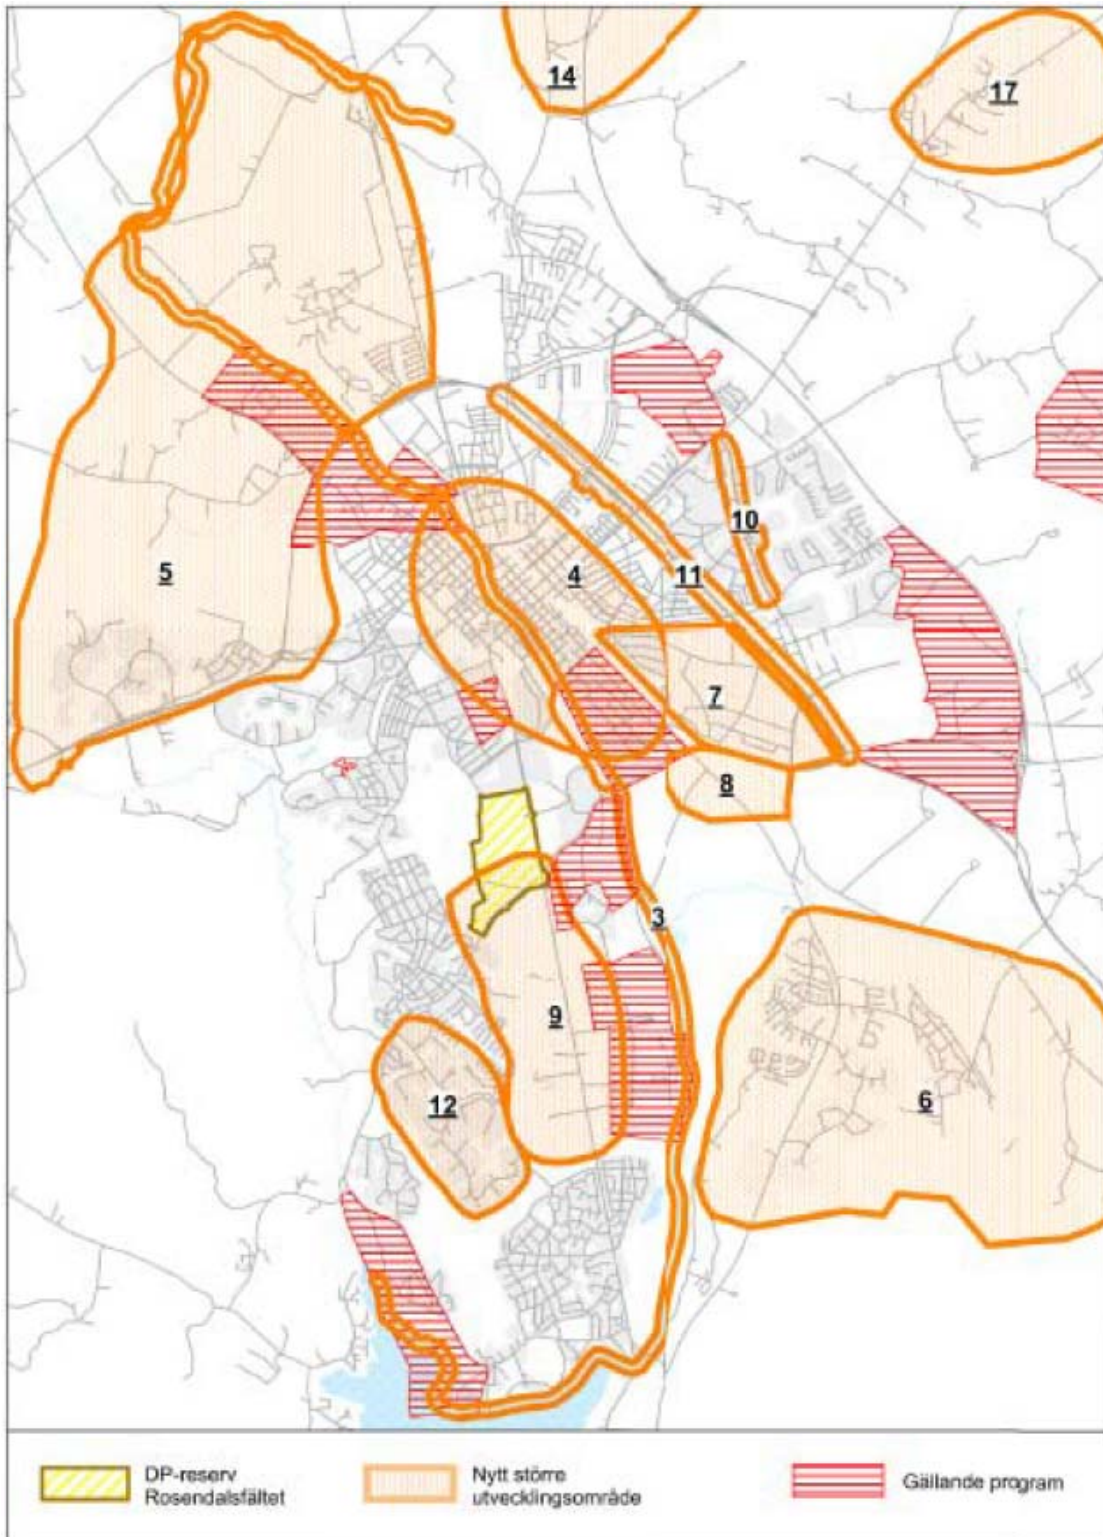 14
17
10
11
4
5
7
8
3
9
12
6
DP-reserv
Rosendalsfältet
Nytt större
utvecklingsområde
Gällande program